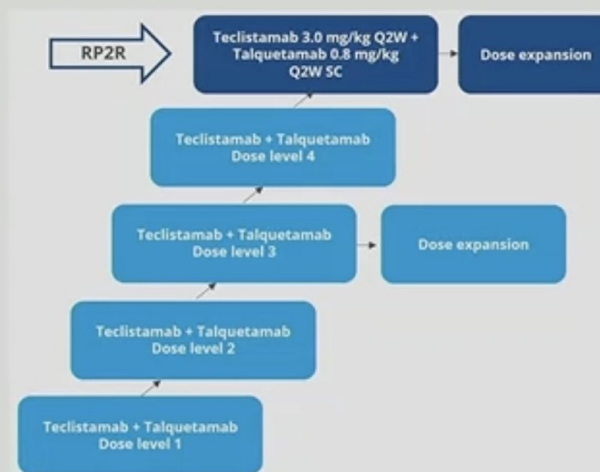 RP2R
Teclistamab 3.0 mg/kg Q2W +
Talquetamab 0.8 mg/kg
Q2W SC
Dose expansion
Teclistamab + Talquetamab
Dose level 4
Teclistamab + Talquetamab
Dose level 3
Dose expansion
Teclistamab + Talquetamab
Dose level 2
Teclistamab + Talquetamab
Dose level 1